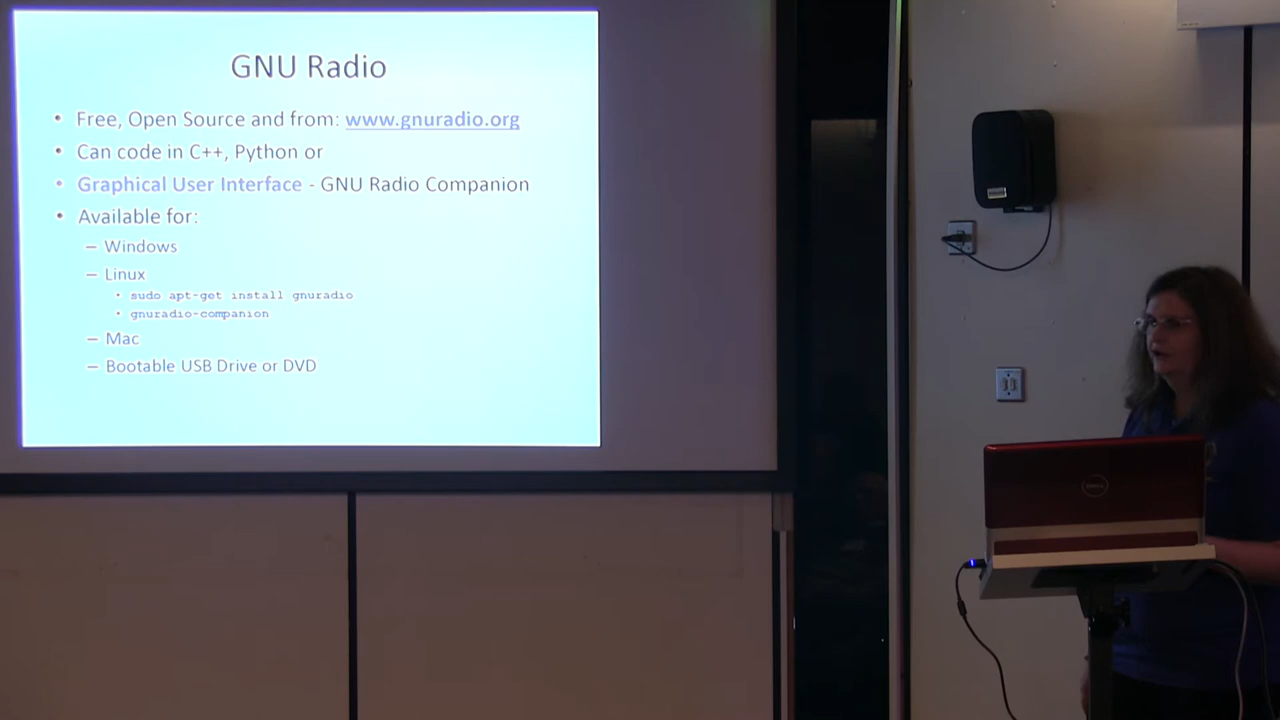 GNU Radio
• Free, Open Source and from: www.gnuradio.org
• Can code in C++, Python or
• Graphical User Interface - GNU Radio Companion
• Available for:
– Windows
– Linux
• sudo apt-get install gnuradio
• gnuradio-companion
– Mac
– Bootable USB Drive or DVD
DELL